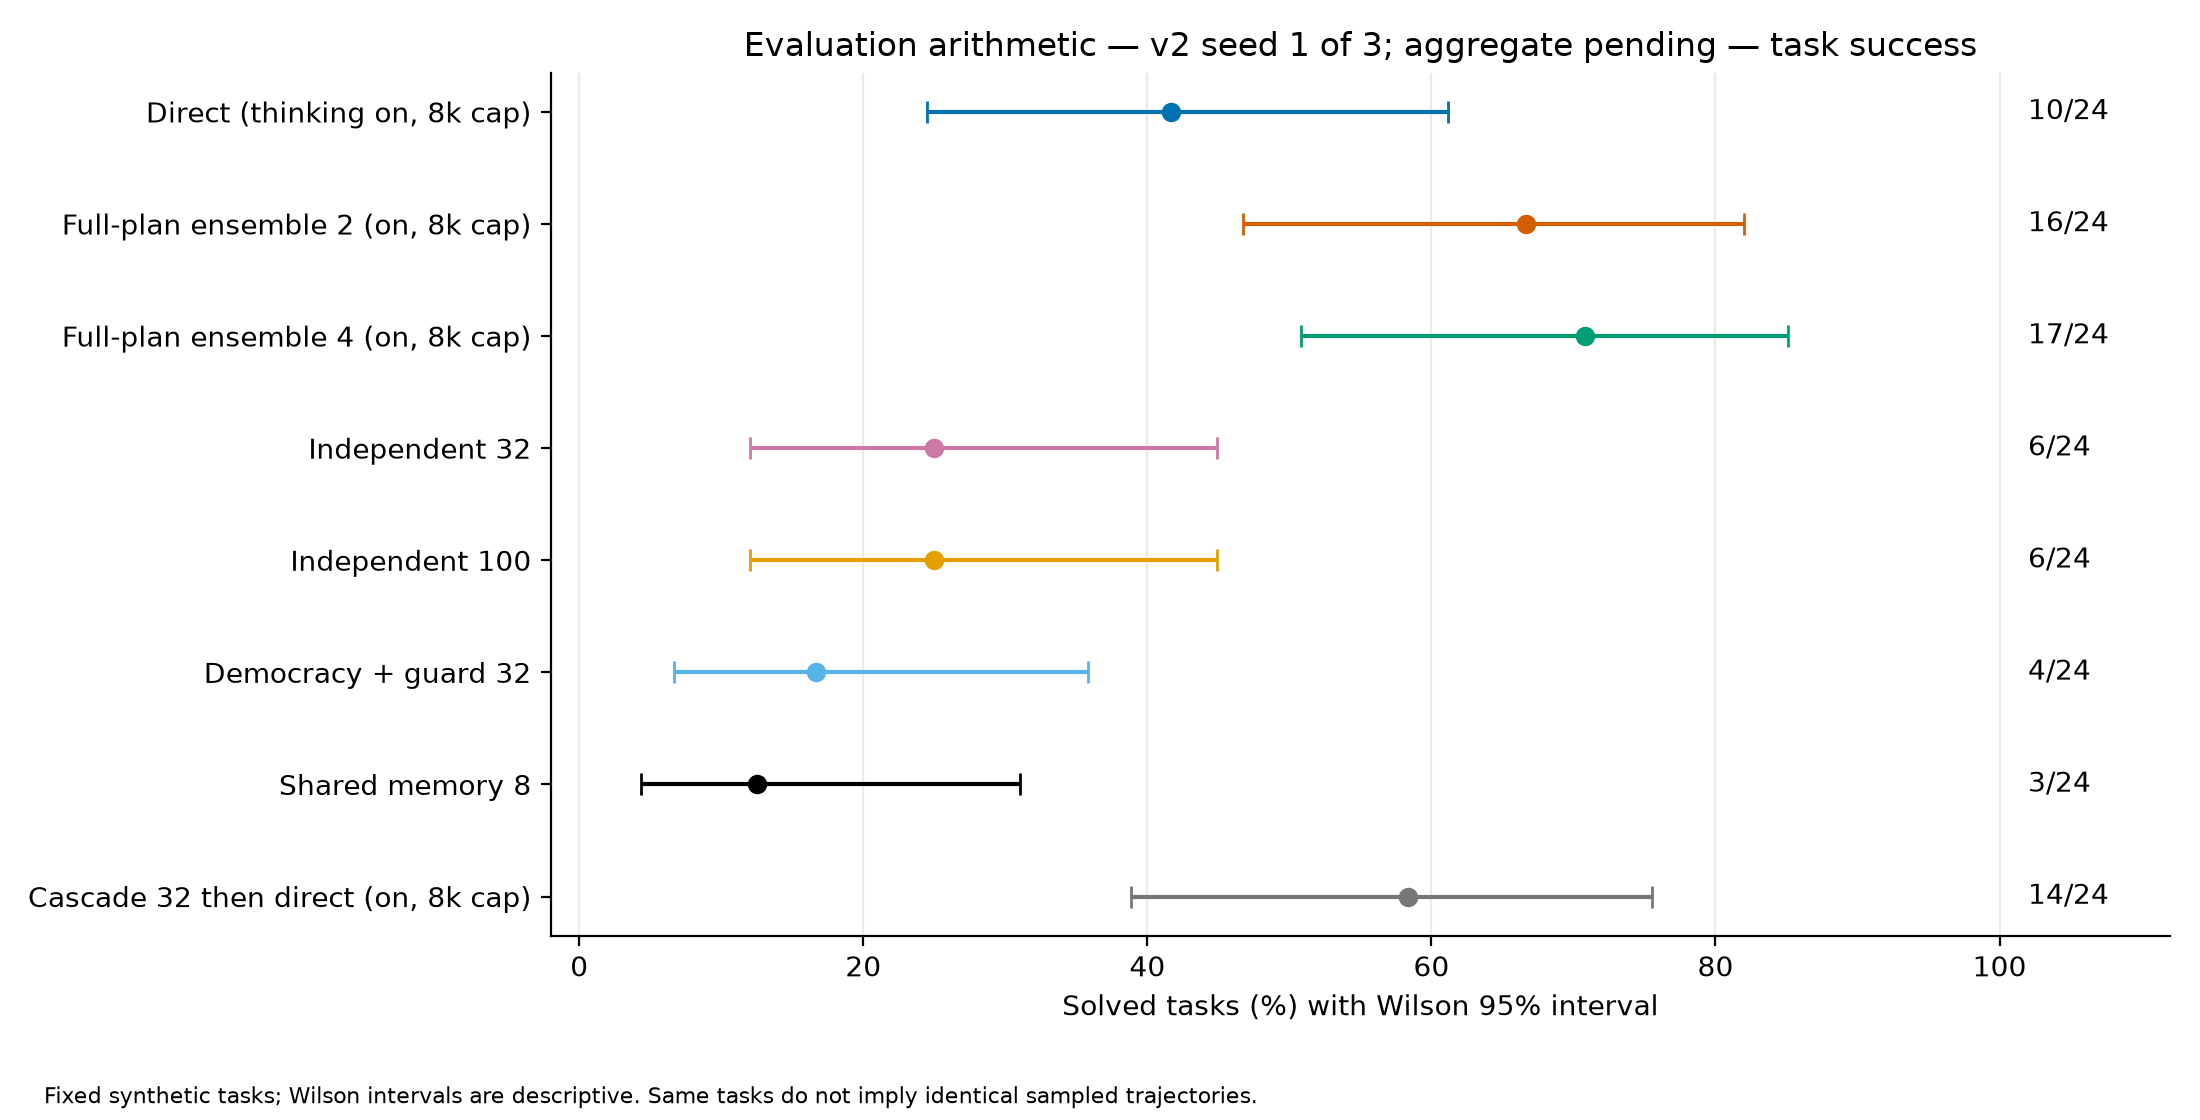 Evaluation arithmetic — v2 seed 1 of 3; aggregate pending — task success
Direct (thinking on, 8k cap) 10/24
Full-plan ensemble 2 (on, 8k cap) 16/24
Full-plan ensemble 4 (on, 8k cap) 17/24
Independent 32 6/24
Independent 100 6/24
Democracy + guard 32 4/24
Shared memory 8 3/24
Cascade 32 then direct (on, 8k cap) 14/24
0 20 40 60 80 100
Solved tasks (%) with Wilson 95% interval
Fixed synthetic tasks; Wilson intervals are descriptive. Same tasks do not imply identical sampled trajectories.